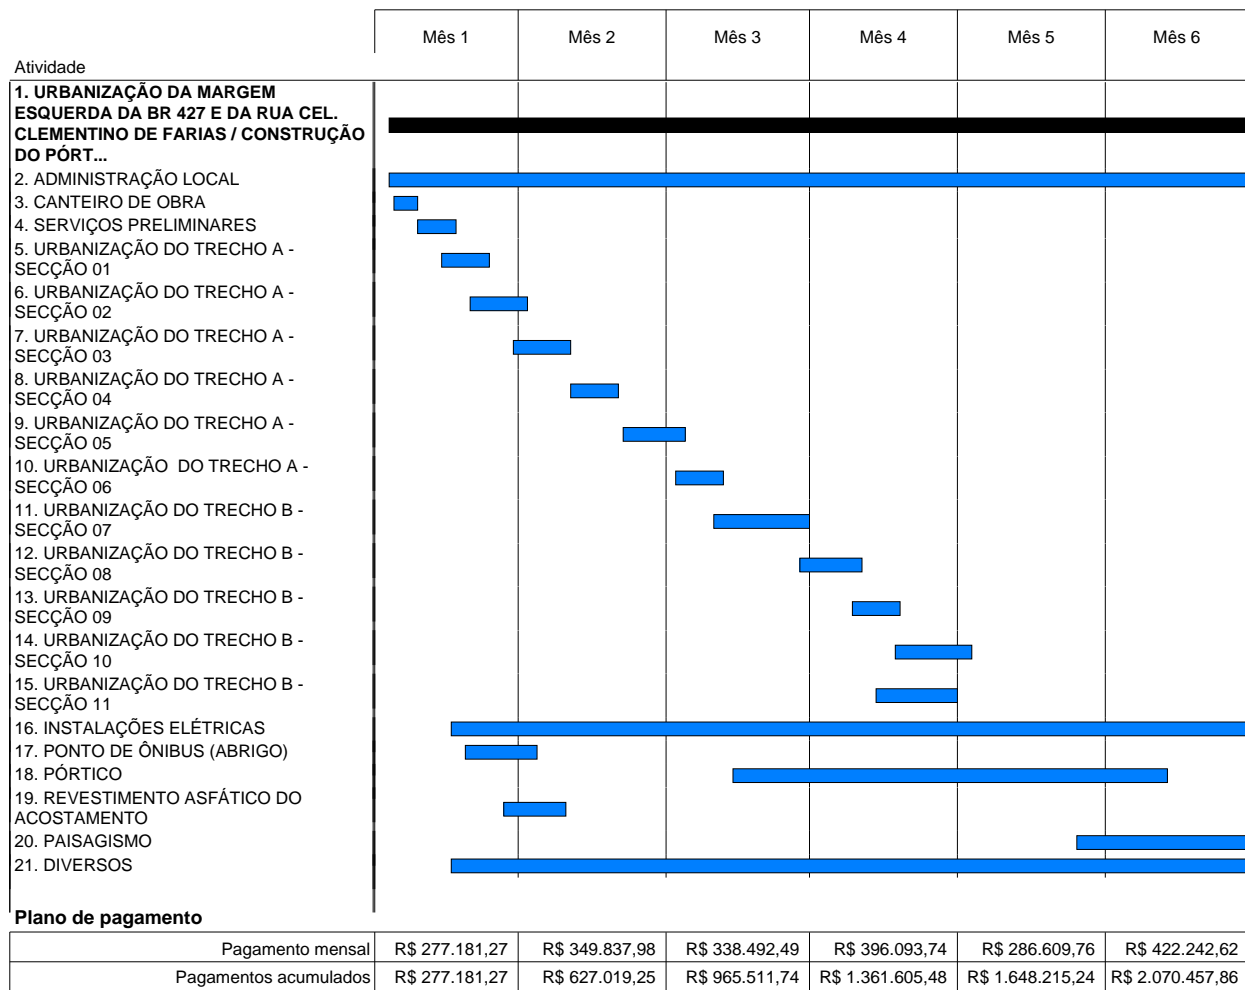 Mês 1 Mês 2 Mês 3 Mês 4 Mês 5 Mês 6
Atividade
1. URBANIZAÇÃO DA MARGEM
ESQUERDA DA BR 427 E DA RUA CEL.
CLEMENTINO DE FARIAS / CONSTRUÇÃO
DO PÓRT...
2. ADMINISTRAÇÃO LOCAL
3. CANTEIRO DE OBRA
4. SERVIÇOS PRELIMINARES
5. URBANIZAÇÃO DO TRECHO A -
SECÇÃO 01
6. URBANIZAÇÃO DO TRECHO A -
SECÇÃO 02
7. URBANIZAÇÃO DO TRECHO A -
SECÇÃO 03
8. URBANIZAÇÃO DO TRECHO A -
SECÇÃO 04
9. URBANIZAÇÃO DO TRECHO A -
SECÇÃO 05
10. URBANIZAÇÃO DO TRECHO A -
SECÇÃO 06
11. URBANIZAÇÃO DO TRECHO B -
SECÇÃO 07
12. URBANIZAÇÃO DO TRECHO B -
SECÇÃO 08
13. URBANIZAÇÃO DO TRECHO B -
SECÇÃO 09
14. URBANIZAÇÃO DO TRECHO B -
SECÇÃO 10
15. URBANIZAÇÃO DO TRECHO B -
SECÇÃO 11
16. INSTALAÇÕES ELÉTRICAS
17. PONTO DE ÔNIBUS (ABRIGO)
18. PÓRTICO
19. REVESTIMENTO ASFÁTICO DO
ACOSTAMENTO
20. PAISAGISMO
21. DIVERSOS
Plano de pagamento
Pagamento mensal R$ 277.181,27 R$ 349.837,98 R$ 338.492,49 R$ 396.093,74 R$ 286.609,76 R$ 422.242,62
Pagamentos acumulados R$ 277.181,27 R$ 627.019,25 R$ 965.511,74 R$ 1.361.605,48 R$ 1.648.215,24 R$ 2.070.457,86